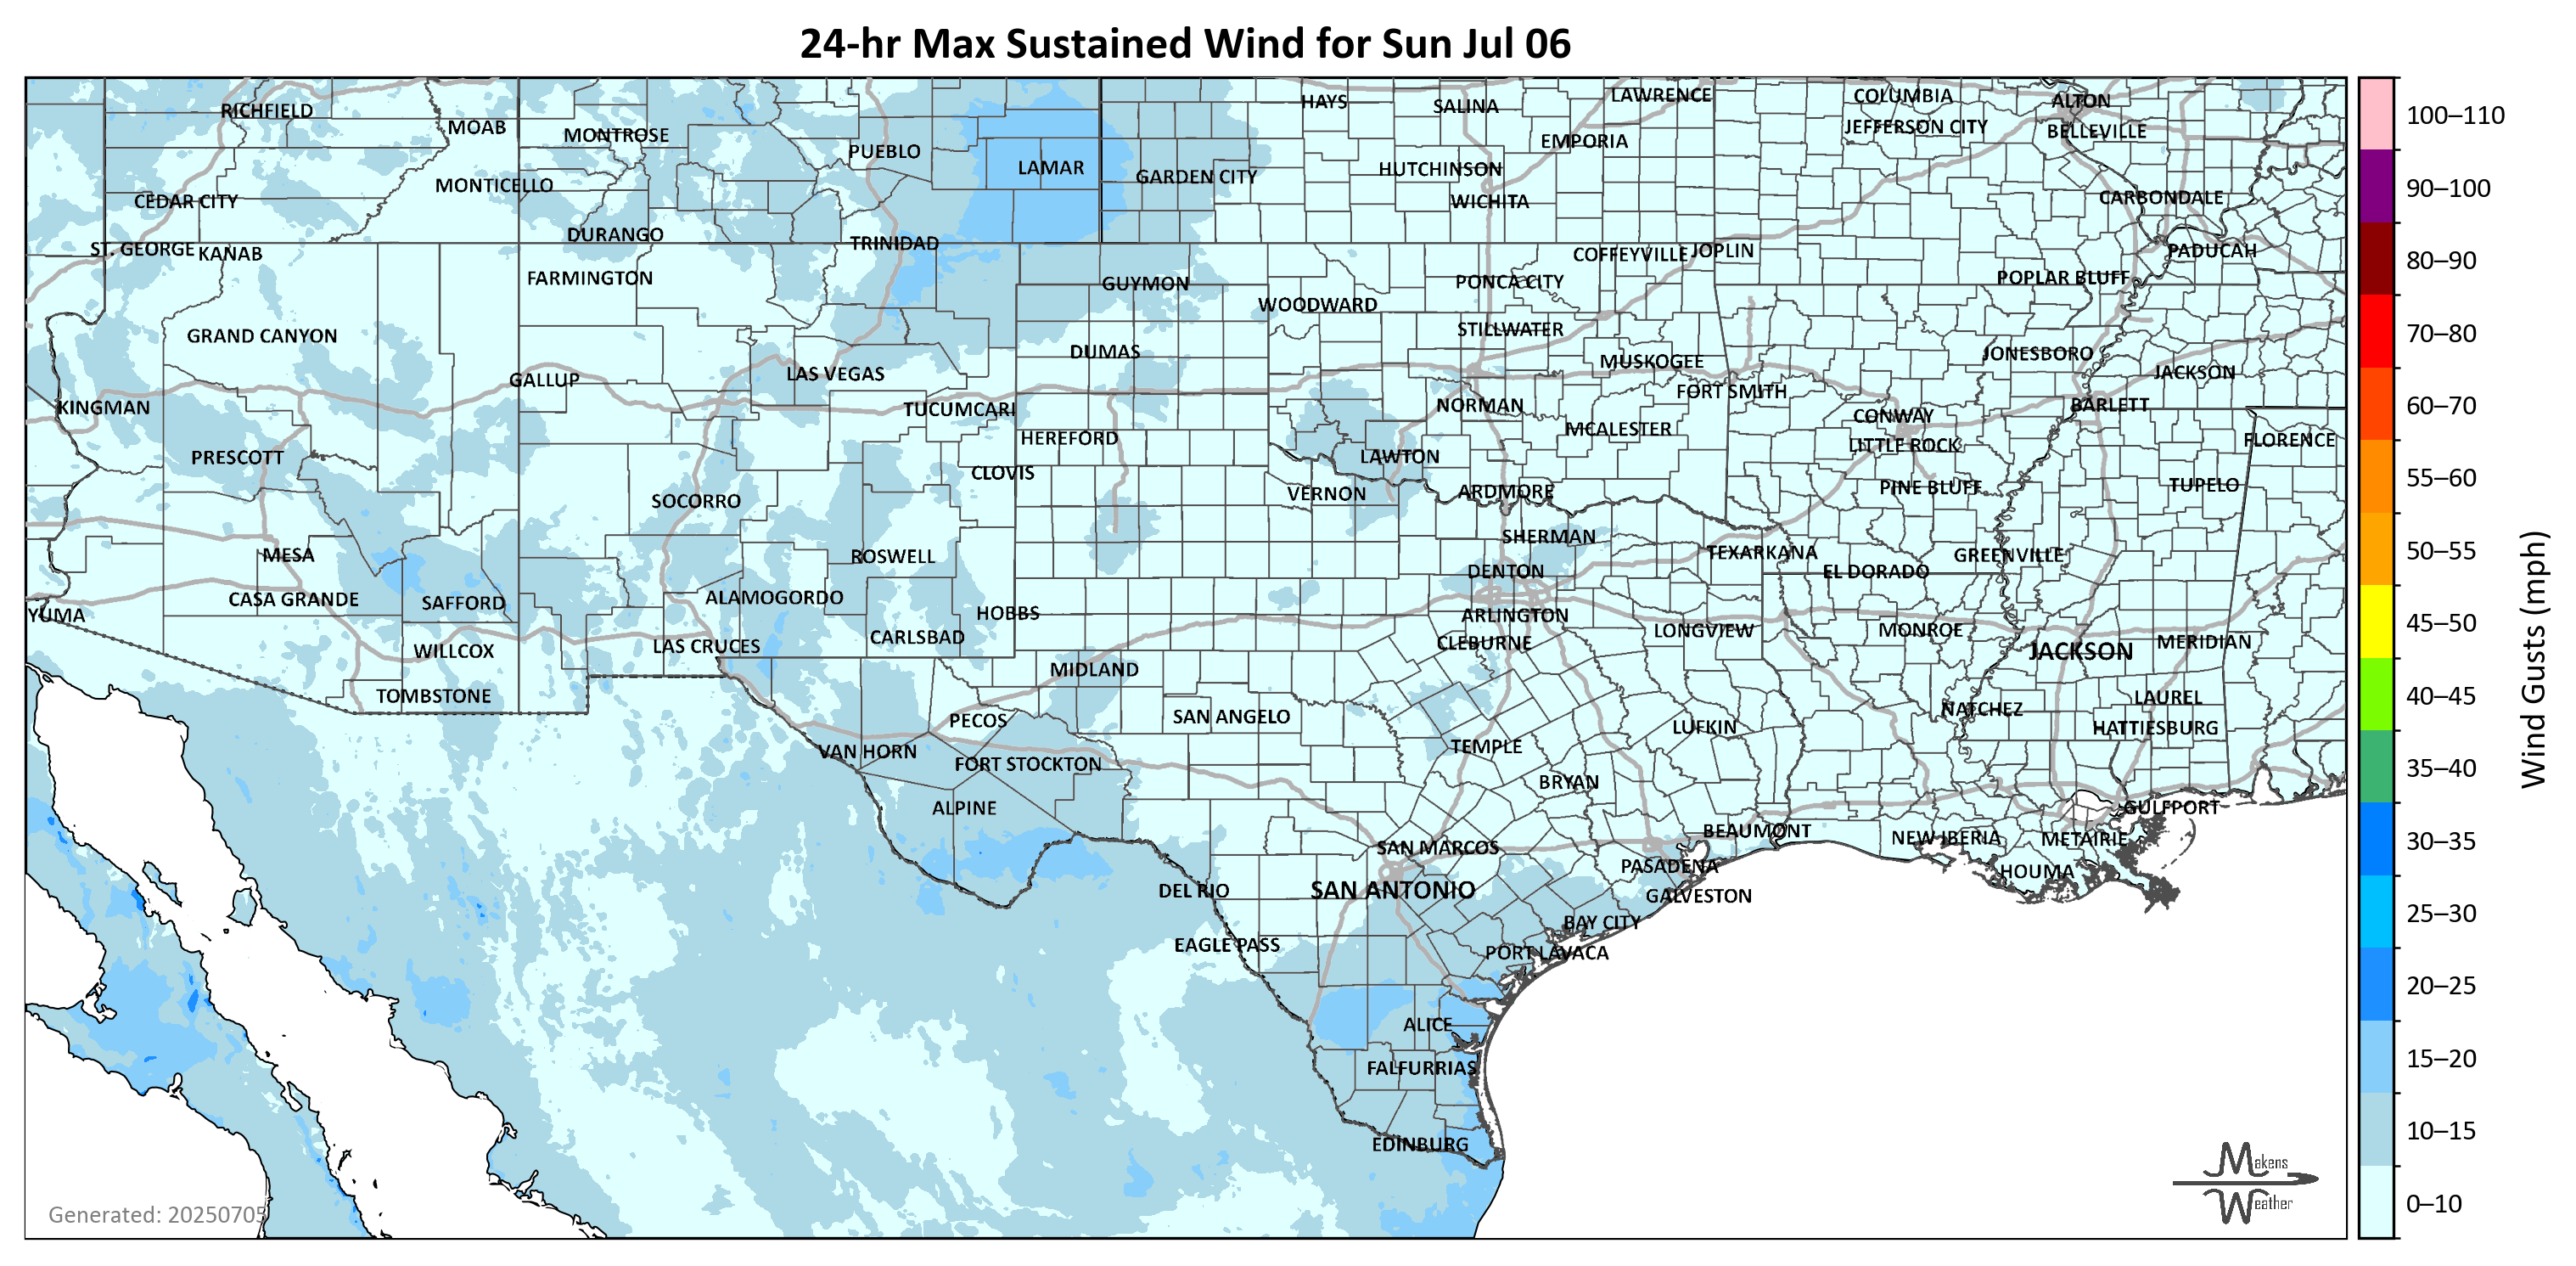 24-hr Max Sustained Wind for Sun Jul 06
RICHFIELD
MOAB
MONTROSE
PUEBLO
LAMAR
GARDEN CITY
HAYS
SALINA
LAWRENCE
EMPORIA
HUTCHINSON
WICHITA
COLUMBIA
JEFFERSON CITY
ALTON
BELLEVILLE
CARBONDALE
CEDAR CITY
MONTICELLO
ST. GEORGE
KANAB
DURANGO
TRINIDAD
FARMINGTON
GUYMON
WOODWARD
PONCA CITY
COFFEYVILLE
JOPLIN
POPLAR BLUFF
PADUCAH
GRAND CANYON
STILLWATER
DUMAS
MUSKOGEE
JONESBORO
JACKSON
GALLUP
LAS VEGAS
FORT SMITH
KINGMAN
TUCUMCARI
NORMAN
CONWAY
BARLETT
HEREFORD
MCALESTER
LITTLE ROCK
FLORENCE
PRESCOTT
CLOVIS
LAWTON
VERNON
ARDMORE
PINE BLUFF
TUPELO
SOCORRO
SHERMAN
MESA
ROSWELL
TEXARKANA
GREENVILLE
DENTON
EL DORADO
CASA GRANDE
SAFFORD
ALAMOGORDO
HOBBS
ARLINGTON
YUMA
CARLSBAD
CLEBURNE
LONGVIEW
MONROE
MERIDIAN
WILLCOX
LAS CRUCES
JACKSON
MIDLAND
TOMBSTONE
LAUREL
PECOS
SAN ANGELO
NATCHEZ
LUFKIN
HATTIESBURG
VAN HORN
TEMPLE
FORT STOCKTON
BRYAN
ALPINE
GULFPORT
BEAUMONT
NEW IBERIA
METAIRIE
SAN MARCOS
PASADENA
HOUMA
DEL RIO
SAN ANTONIO
GALVESTON
BAY CITY
EAGLE PASS
PORT LAVACA
ALICE
FALFURRIAS
EDINBURG
Generated: 20250705
Makens
Weather
100–110
90–100
80–90
70–80
60–70
55–60
50–55
45–50
40–45
35–40
30–35
25–30
20–25
15–20
10–15
0–10
Wind Gusts (mph)